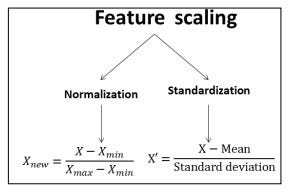 Feature scaling
Normalization
Standardization
X_new = (X − X_min) / (X_max − X_min)
X′ = (X − Mean) / (Standard deviation)